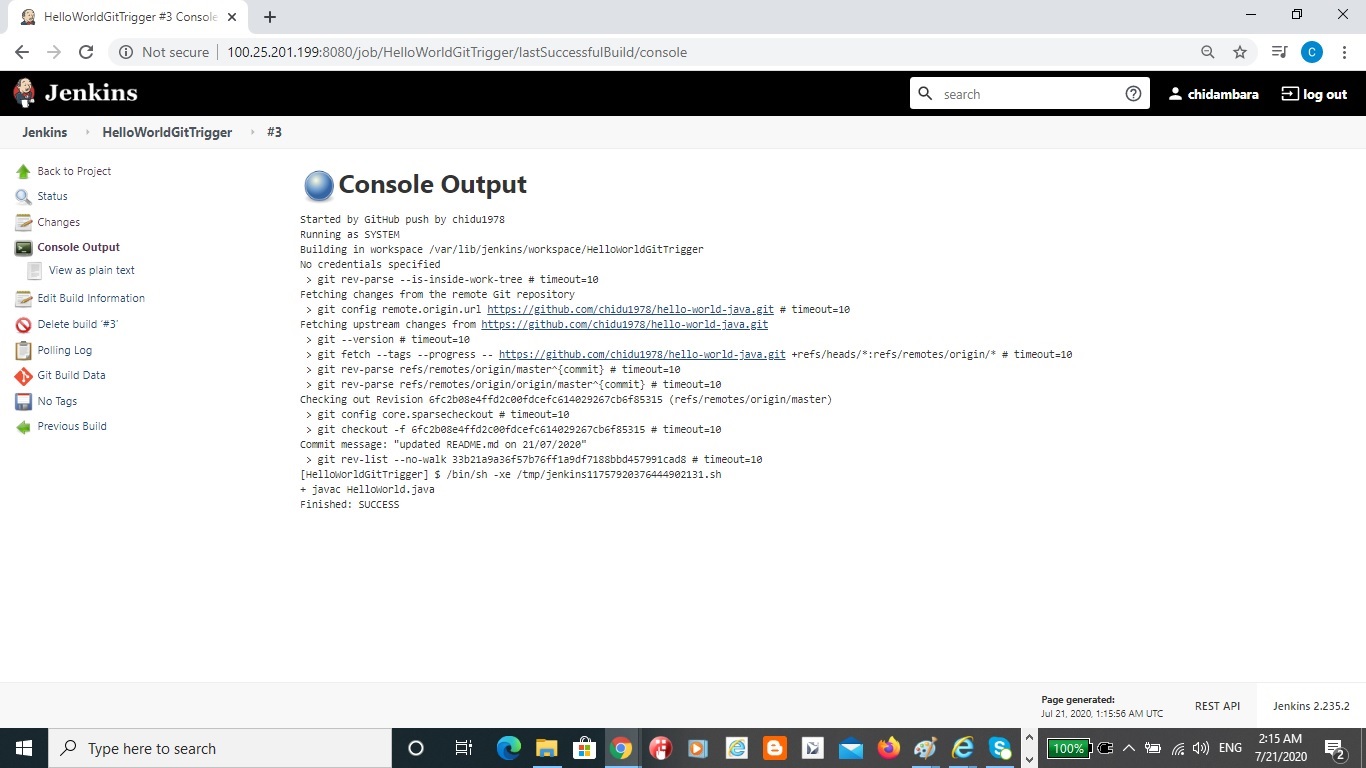 HelloWorldGitTrigger #3 Console
Not secure
100.25.201.199:8080/job/HelloWorldGitTrigger/lastSuccessfulBuild/console
C
Jenkins
search
chidambara
log out
Jenkins
HelloWorldGitTrigger
#3
Back to Project
Status
Changes
Console Output
View as plain text
Edit Build Information
Delete build ‘#3’
Polling Log
Git Build Data
No Tags
Previous Build
Console Output
Started by GitHub push by chidu1978
Running as SYSTEM
Building in workspace /var/lib/jenkins/workspace/HelloWorldGitTrigger
No credentials specified
> git rev-parse --is-inside-work-tree # timeout=10
Fetching changes from the remote Git repository
> git config remote.origin.url https://github.com/chidu1978/hello-world-java.git # timeout=10
Fetching upstream changes from https://github.com/chidu1978/hello-world-java.git
> git --version # timeout=10
> git fetch --tags --progress -- https://github.com/chidu1978/hello-world-java.git +refs/heads/*:refs/remotes/origin/* # timeout=10
> git rev-parse refs/remotes/origin/master^{commit} # timeout=10
> git rev-parse refs/remotes/origin/origin/master^{commit} # timeout=10
Checking out Revision 6fc2b08e4ffd2c00fdcefc614029267cb6f85315 (refs/remotes/origin/master)
> git config core.sparsecheckout # timeout=10
> git checkout -f 6fc2b08e4ffd2c00fdcefc614029267cb6f85315 # timeout=10
Commit message: "updated README.md on 21/07/2020"
> git rev-list --no-walk 33b21a9a36f57b76ff1a9df7188bbd457991cad8 # timeout=10
[HelloWorldGitTrigger] $ /bin/sh -xe /tmp/jenkins11757920376444902131.sh
+ javac HelloWorld.java
Finished: SUCCESS
Page generated:
Jul 21, 2020, 1:15:56 AM UTC
REST API
Jenkins 2.235.2
Type here to search
100%
ENG
2:15 AM
7/21/2020
2